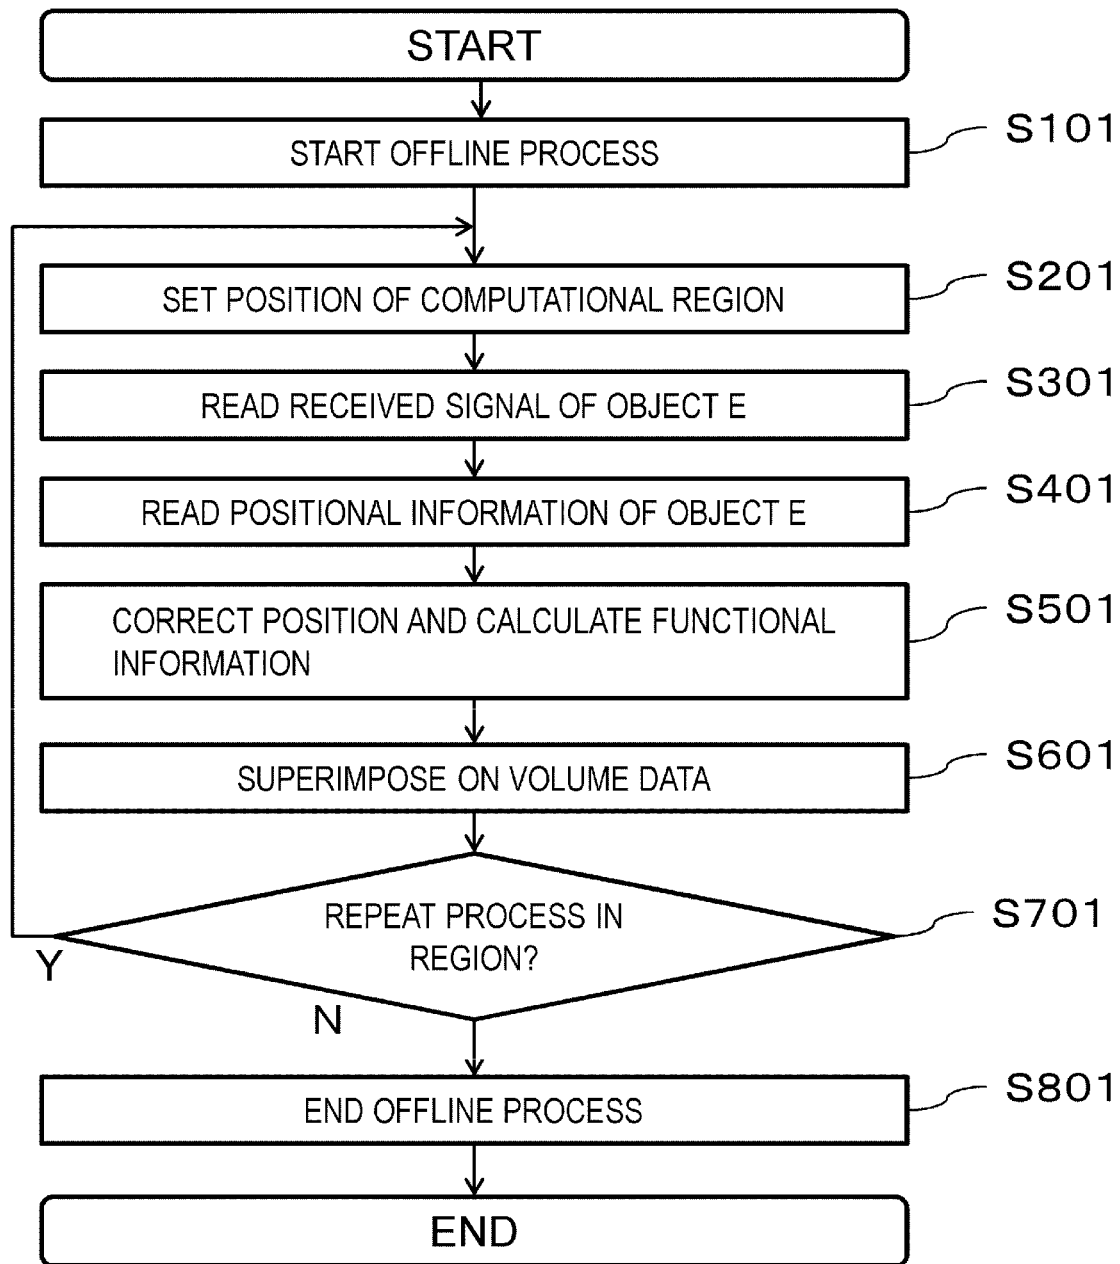 START
START OFFLINE PROCESS
S101
SET POSITION OF COMPUTATIONAL REGION
S201
READ RECEIVED SIGNAL OF OBJECT E
S301
READ POSITIONAL INFORMATION OF OBJECT E
S401
CORRECT POSITION AND CALCULATE FUNCTIONAL
INFORMATION
S501
SUPERIMPOSE ON VOLUME DATA
S601
REPEAT PROCESS IN
REGION?
S701
Y
N
END OFFLINE PROCESS
S801
END